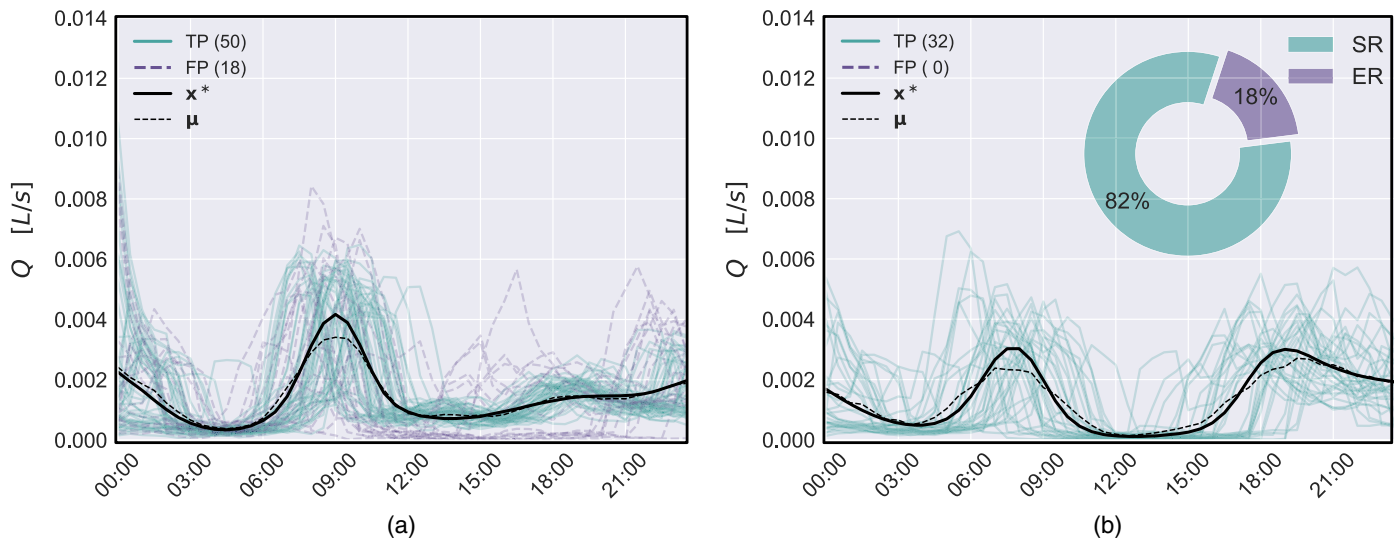 0.014
0.012
0.010
0.008
0.006
0.004
0.002
0.000
Q [L/s]
TP (50)
FP (18)
x*
μ
00:00
03:00
06:00
09:00
12:00
15:00
18:00
21:00
(a)
0.014
0.012
0.010
0.008
0.006
0.004
0.002
0.000
Q [L/s]
TP (32)
FP ( 0)
x*
μ
SR
ER
18%
82%
00:00
03:00
06:00
09:00
12:00
15:00
18:00
21:00
(b)